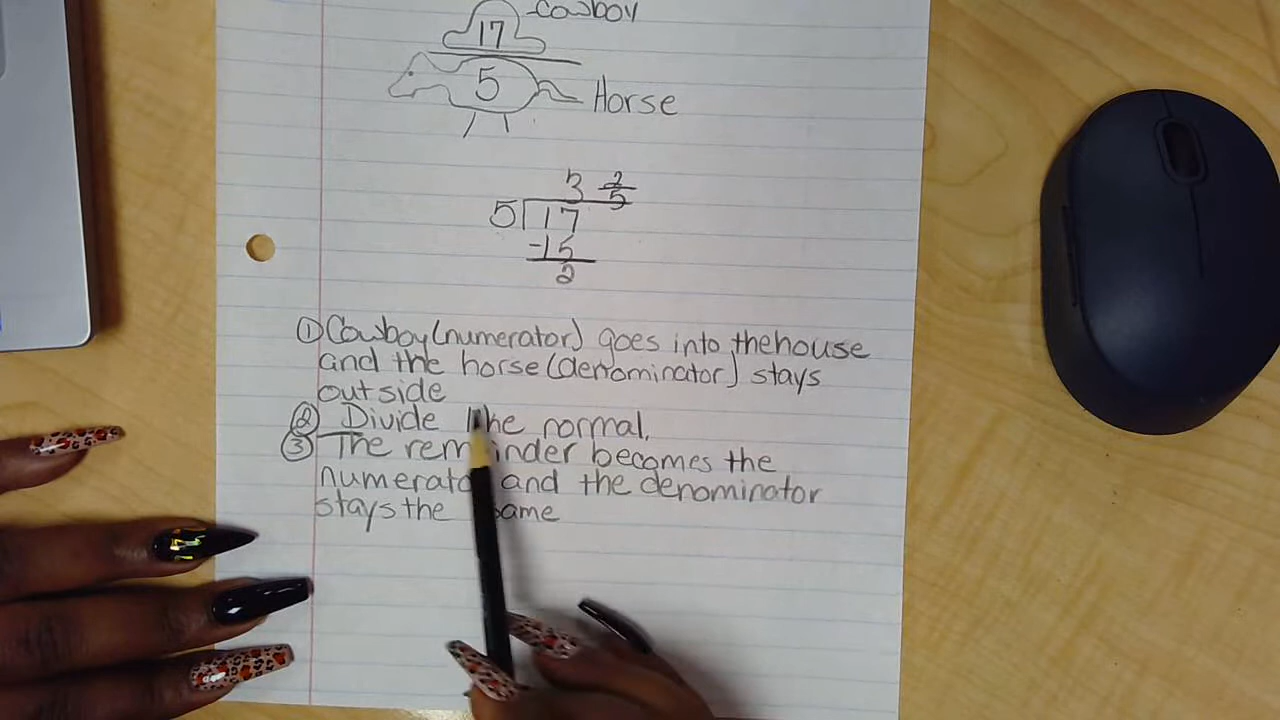 Cowboy
17
5 Horse
3 2/5
5 17
-15
2
① Cowboy(numerator) goes into the house
and the horse(denominator) stays
outside
② Divide the normal.
③ The remainder becomes the
numerator and the denominator
stays the same